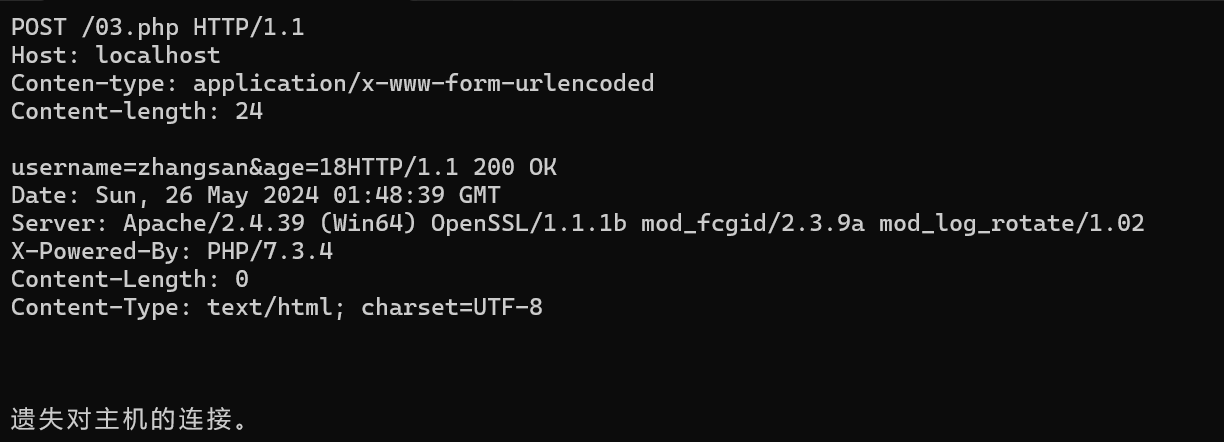 POST /03.php HTTP/1.1
Host: localhost
Conten-type: application/x-www-form-urlencoded
Content-length: 24
username=zhangsan&age=18HTTP/1.1 200 OK
Date: Sun, 26 May 2024 01:48:39 GMT
Server: Apache/2.4.39 (Win64) OpenSSL/1.1.1b mod_fcgid/2.3.9a mod_log_rotate/1.02
X-Powered-By: PHP/7.3.4
Content-Length: 0
Content-Type: text/html; charset=UTF-8
遗失对主机的连接。